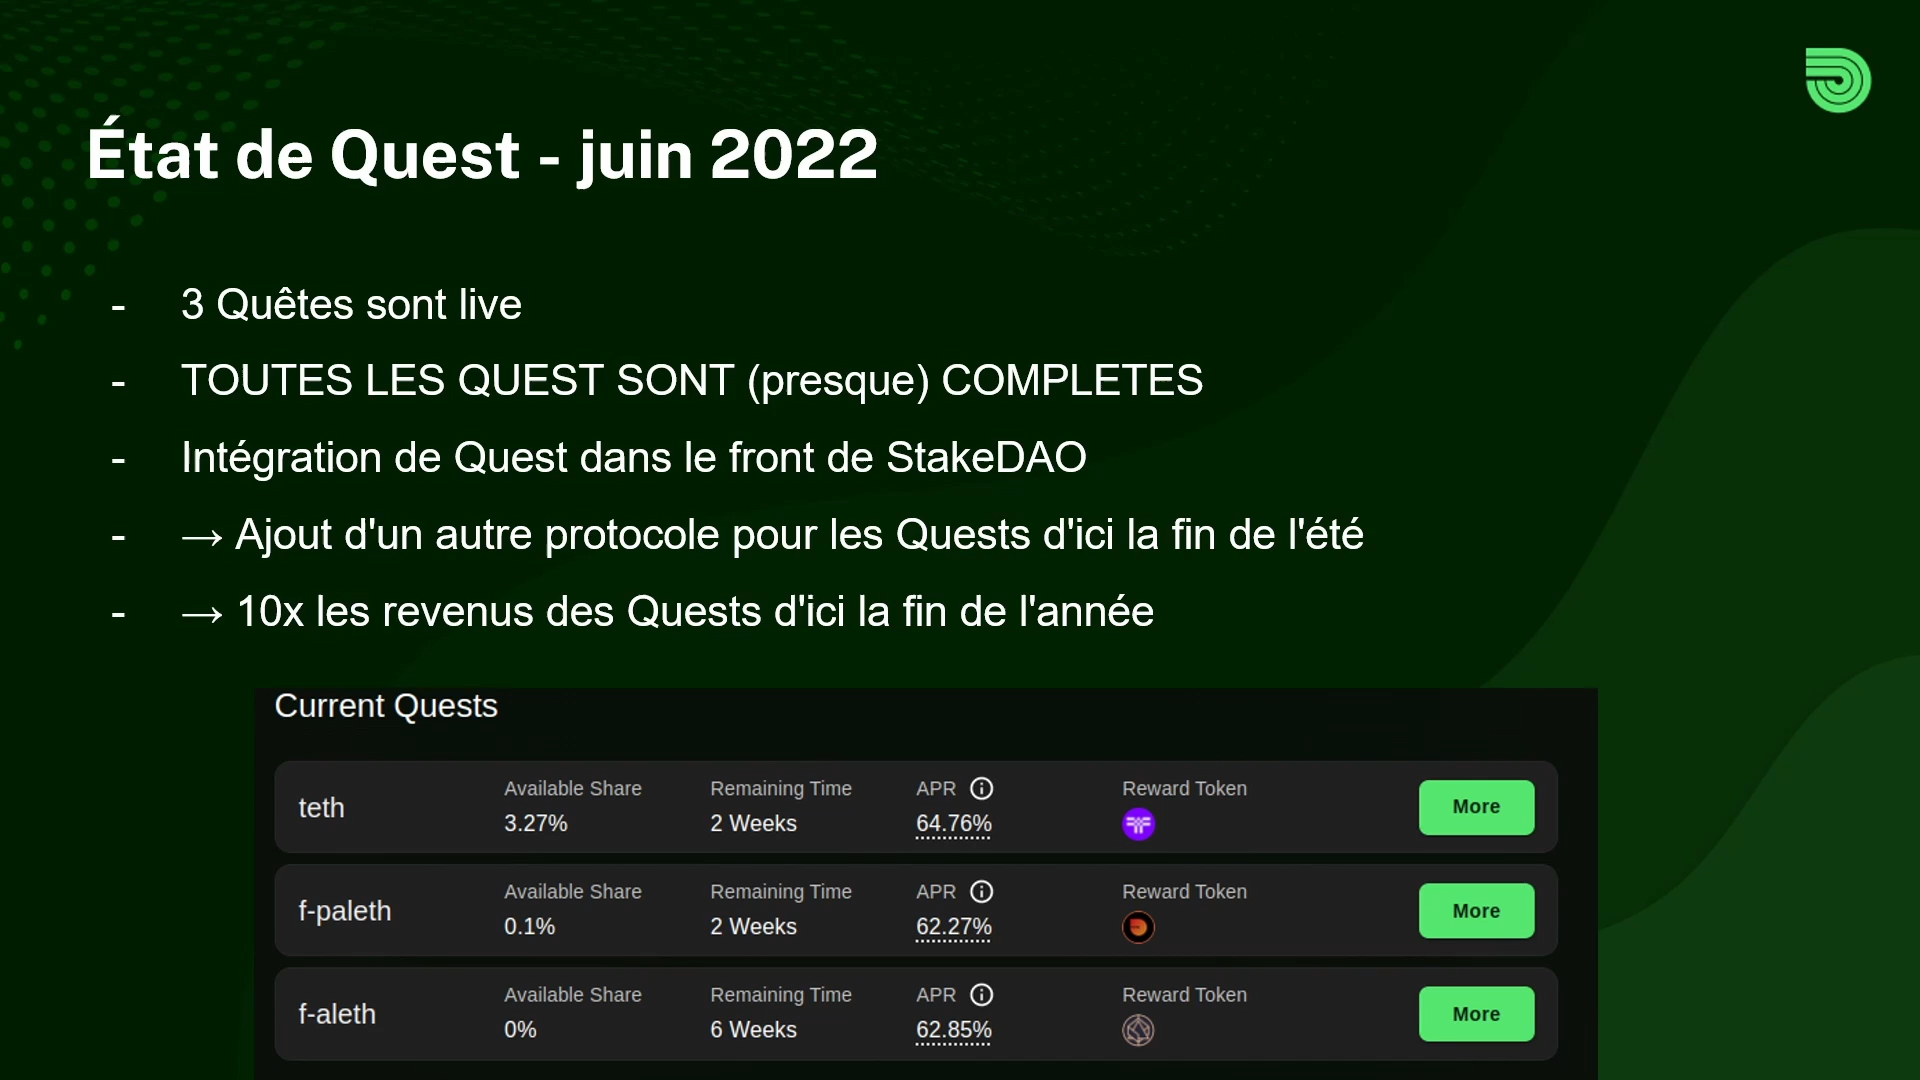 État de Quest - juin 2022
- 3 Quêtes sont live
- TOUTES LES QUEST SONT (presque) COMPLETES
- Intégration de Quest dans le front de StakeDAO
- → Ajout d'un autre protocole pour les Quests d'ici la fin de l'été
- → 10x les revenus des Quests d'ici la fin de l'année
Current Quests
teth
Available Share
3.27%
Remaining Time
2 Weeks
APR
64.76%
Reward Token
More
f-paleth
Available Share
0.1%
Remaining Time
2 Weeks
APR
62.27%
Reward Token
More
f-aleth
Available Share
0%
Remaining Time
6 Weeks
APR
62.85%
Reward Token
More